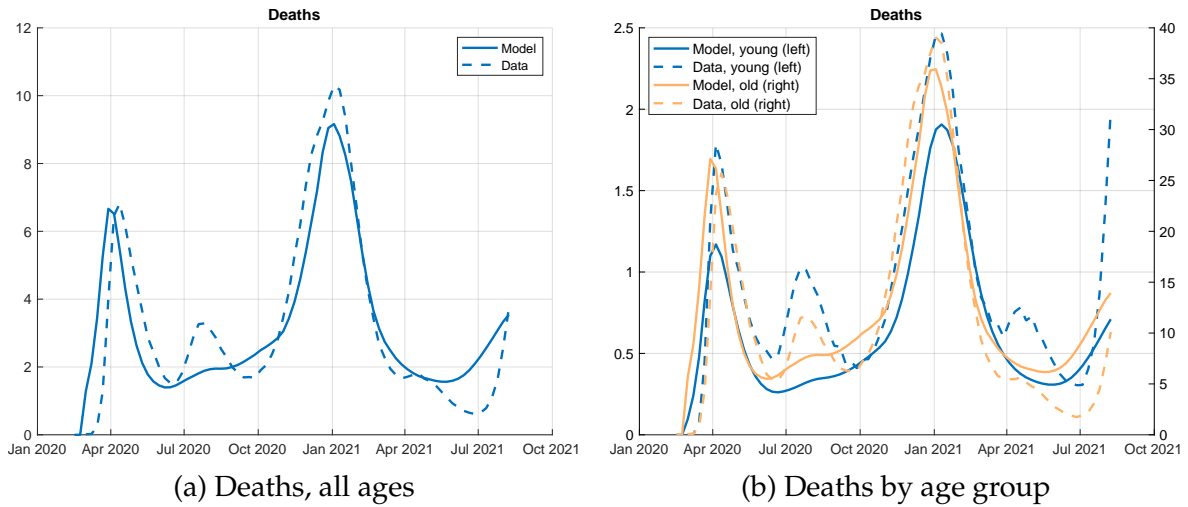 Deaths
12
10
8
6
4
2
0
Jan 2020 Apr 2020 Jul 2020 Oct 2020 Jan 2021 Apr 2021 Jul 2021 Oct 2021
Model
Data
(a) Deaths, all ages
Deaths
2.5
2
1.5
1
0.5
0
40
35
30
25
20
15
10
5
0
Jan 2020 Apr 2020 Jul 2020 Oct 2020 Jan 2021 Apr 2021 Jul 2021 Oct 2021
Model, young (left)
Data, young (left)
Model, old (right)
Data, old (right)
(b) Deaths by age group